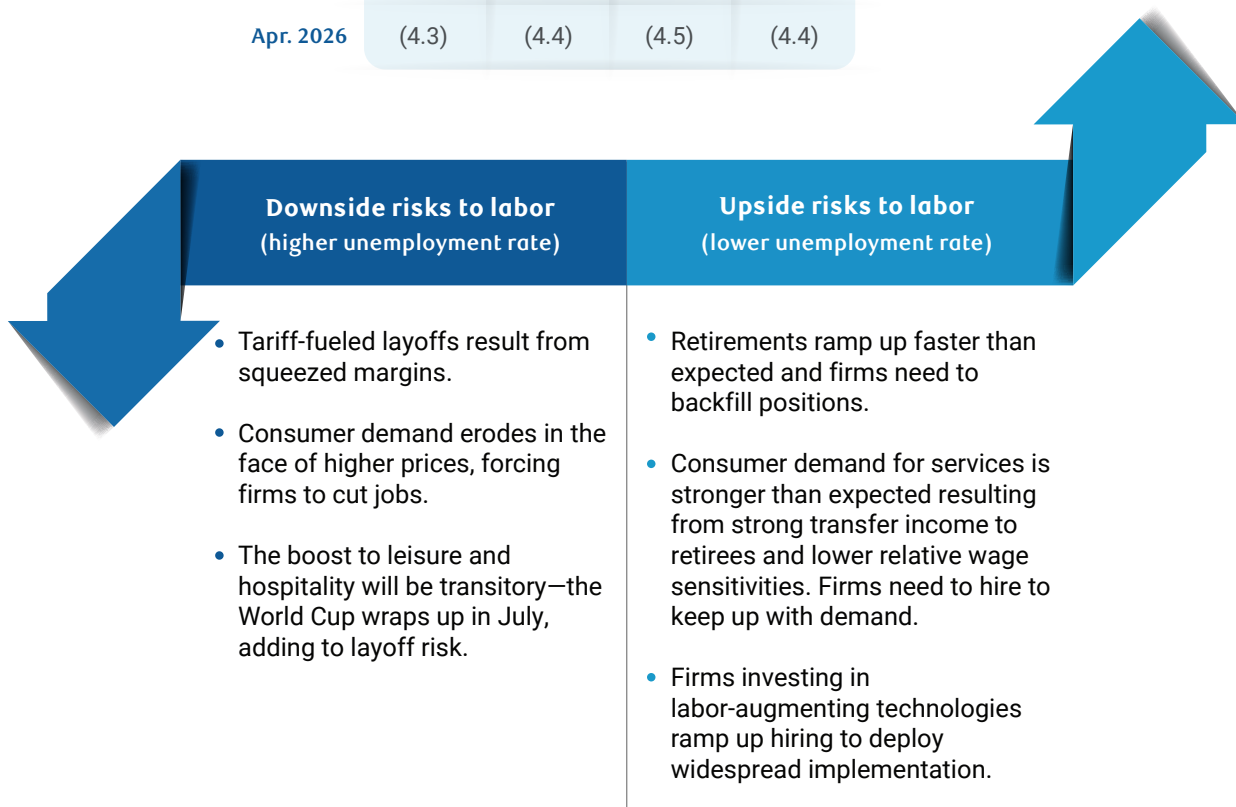 Apr. 2026 (4.3) (4.4) (4.5) (4.4)
Downside risks to labor
(higher unemployment rate)
Upside risks to labor
(lower unemployment rate)
• Tariff-fueled layoffs result from
squeezed margins.
• Consumer demand erodes in the
face of higher prices, forcing
firms to cut jobs.
• The boost to leisure and
hospitality will be transitory—the
World Cup wraps up in July,
adding to layoff risk.
• Retirements ramp up faster than
expected and firms need to
backfill positions.
• Consumer demand for services is
stronger than expected resulting
from strong transfer income to
retirees and lower relative wage
sensitivities. Firms need to hire to
keep up with demand.
• Firms investing in
labor-augmenting technologies
ramp up hiring to deploy
widespread implementation.